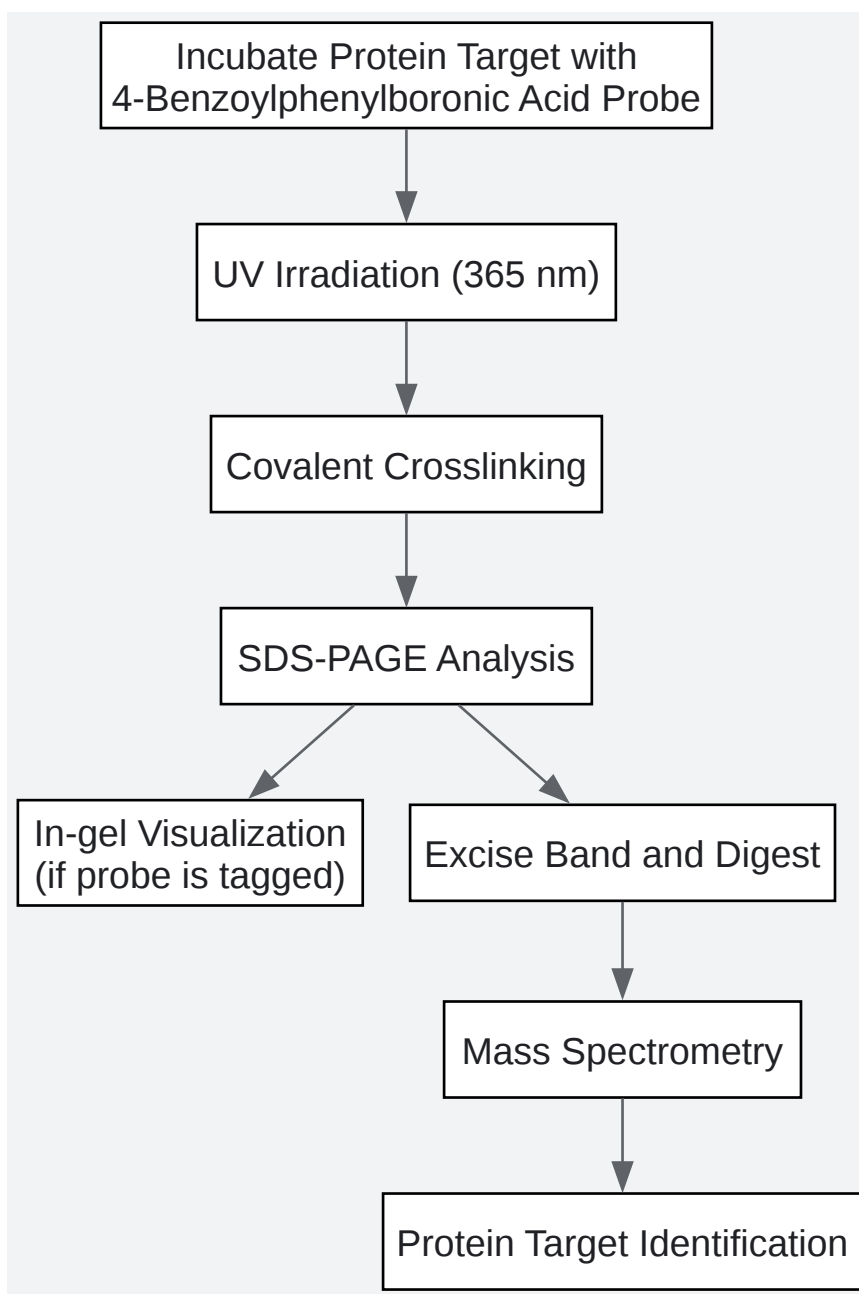 Incubate Protein Target with
4-Benzoylphenylboronic Acid Probe
UV Irradiation (365 nm)
Covalent Crosslinking
SDS-PAGE Analysis
In-gel Visualization
(if probe is tagged)
Excise Band and Digest
Mass Spectrometry
Protein Target Identification